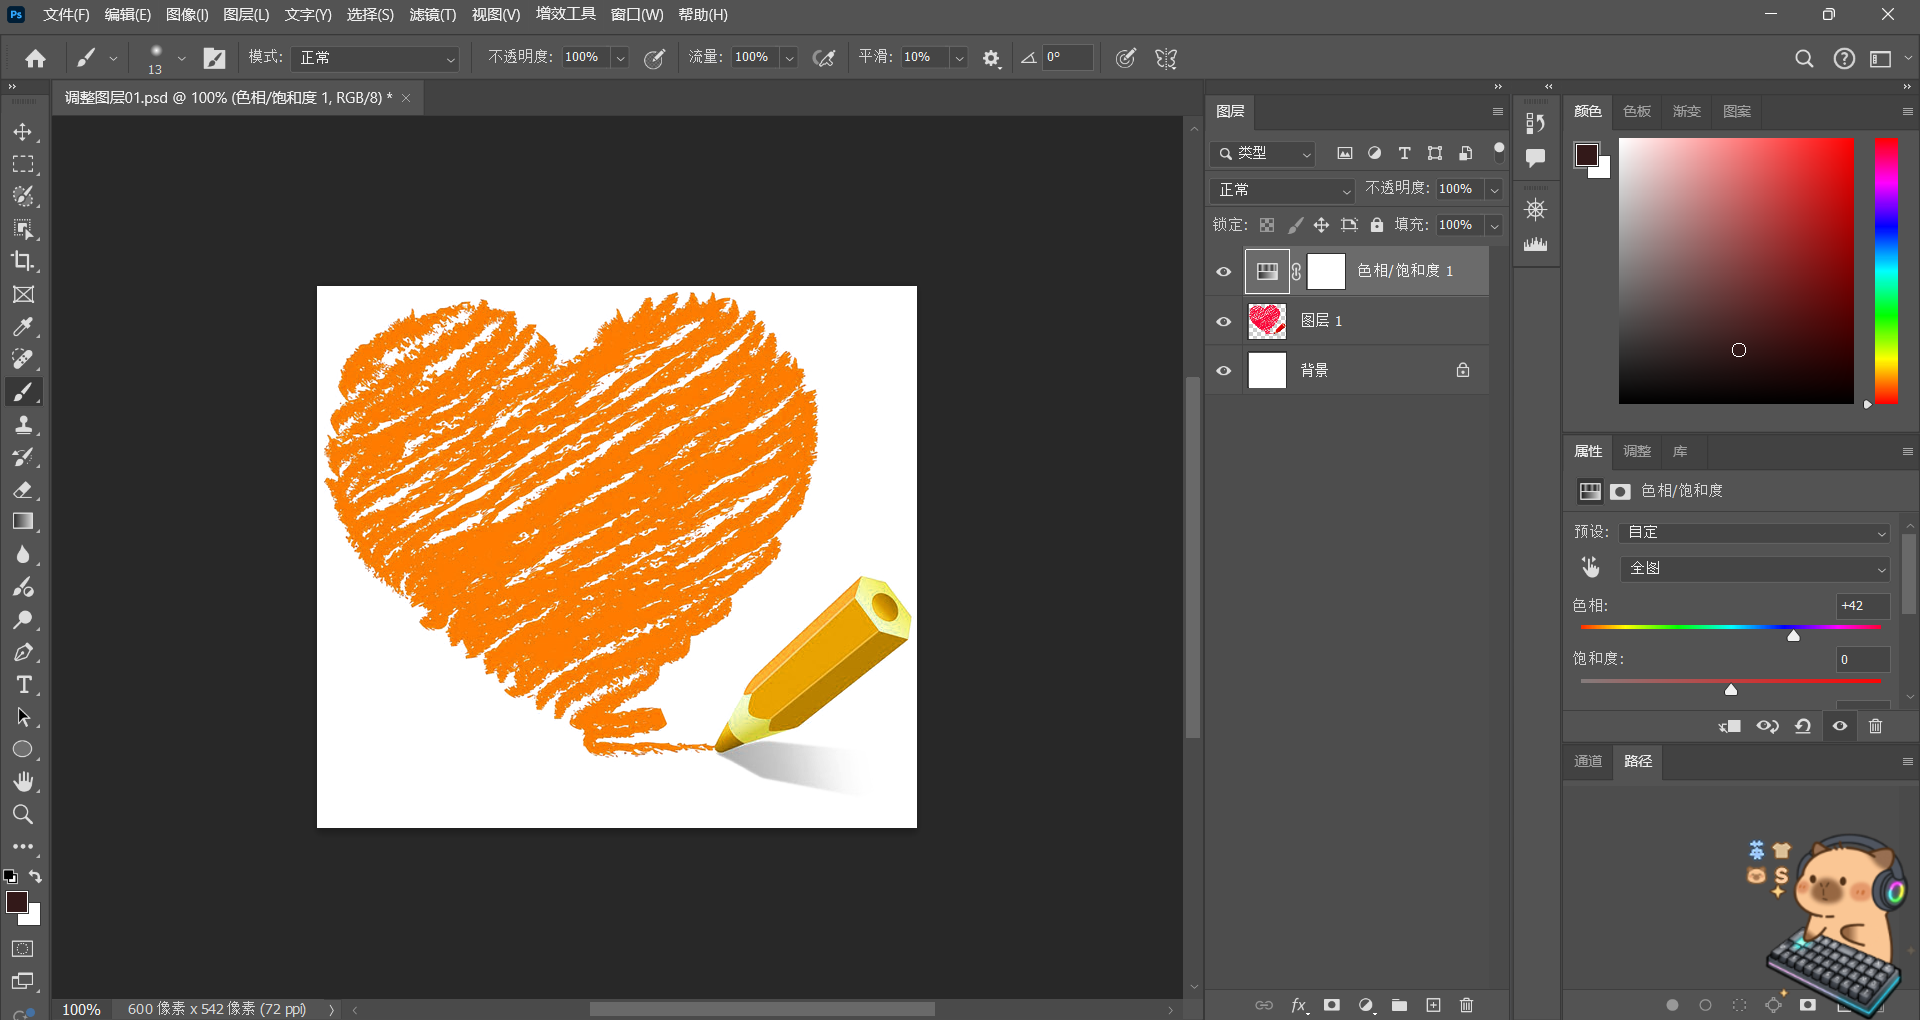 Ps 文件(F) 编辑(E) 图像(I) 图层(L) 文字(Y) 选择(S) 滤镜(T) 视图(V) 增效工具 窗口(W) 帮助(H)
13 模式: 正常 不透明度: 100% 流量: 100% 平滑: 10% 0°
调整图层01.psd @ 100% (色相/饱和度 1, RGB/8) *
图层
类型
正常 不透明度: 100%
锁定: 填充: 100%
色相/饱和度 1
图层 1
背景
颜色 色板 渐变 图案
属性 调整 库
色相/饱和度
预设: 自定
全图
色相: +42
饱和度: 0
通道 路径
英
S
100% 600 像素 x 542 像素 (72 ppi)
fx